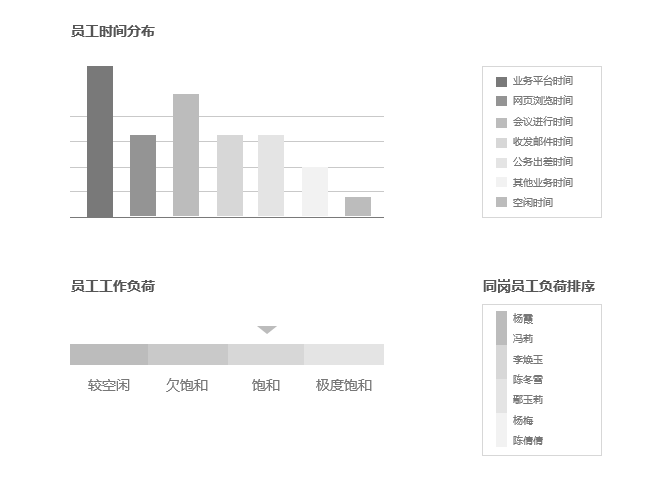 员工时间分布
业务平台时间
网页浏览时间
会议进行时间
收发邮件时间
公务出差时间
其他业务时间
空闲时间
员工工作负荷
较空闲 欠饱和 饱和 极度饱和
同岗员工负荷排序
杨霞
冯莉
李焕玉
陈冬雪
鄢玉莉
杨梅
陈倩倩